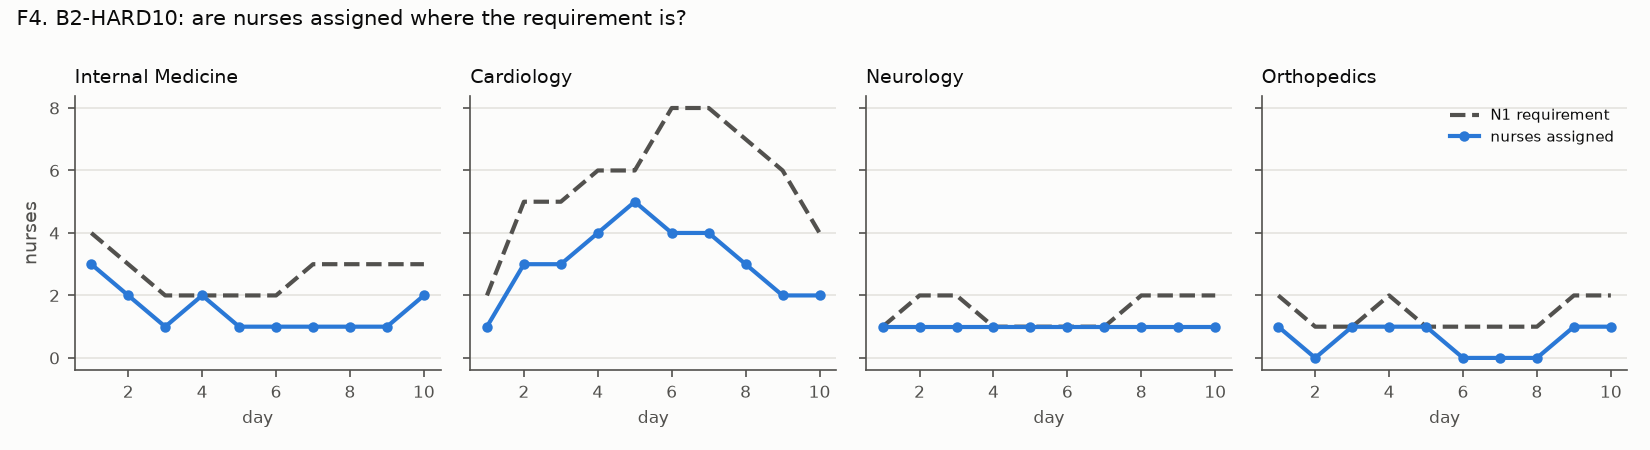 F4. B2-HARD10: are nurses assigned where the requirement is?
Internal Medicine
Cardiology
Neurology
Orthopedics
N1 requirement
nurses assigned
nurses
8
6
4
2
0
2 4 6 8 10
2 4 6 8 10
2 4 6 8 10
2 4 6 8 10
day
day
day
day